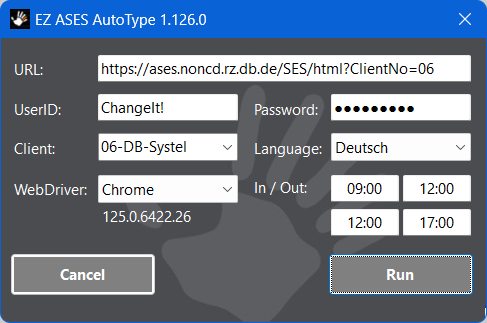 EZ ASES AutoType 1.126.0
URL: https://ases.noncd.rz.db.de/SES/html?ClientNo=06
UserID: ChangeIt! Password: ●●●●●●●●●
Client: 06-DB-Systel Language: Deutsch
WebDriver: Chrome In / Out: 09:00 12:00
125.0.6422.26 12:00 17:00
Cancel Run